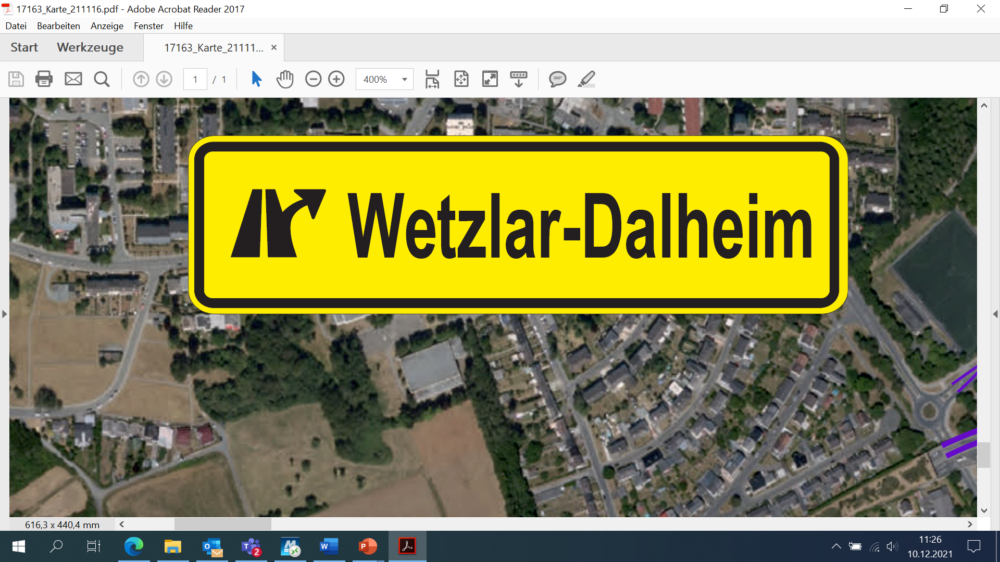 17163_Karte_211116.pdf - Adobe Acrobat Reader 2017
Datei Bearbeiten Anzeige Fenster Hilfe
Start Werkzeuge 17163_Karte_21111... ×
1 / 1 400%
Wetzlar-Dalheim
616,3 x 440,4 mm
2
11:26
10.12.2021